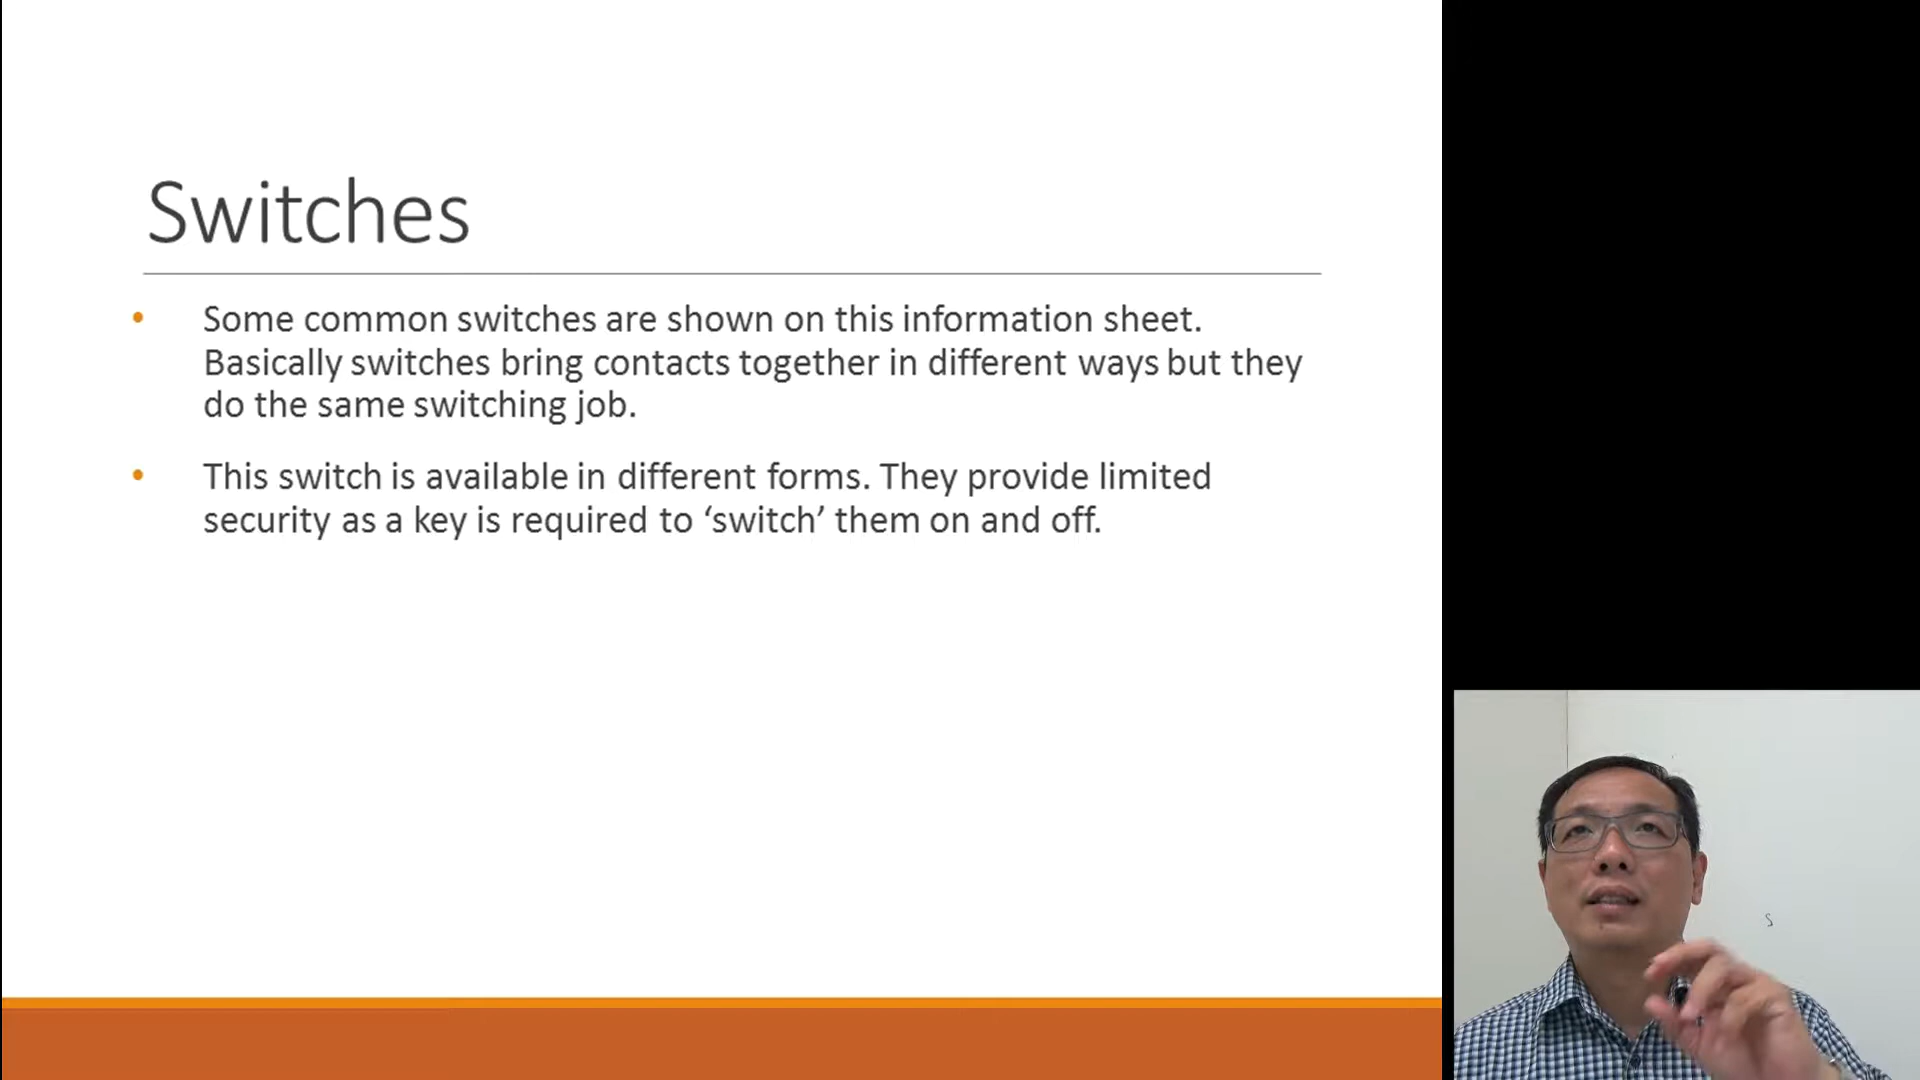 Switches
• Some common switches are shown on this information sheet.
Basically switches bring contacts together in different ways but they
do the same switching job.
• This switch is available in different forms. They provide limited
security as a key is required to ‘switch’ them on and off.
s